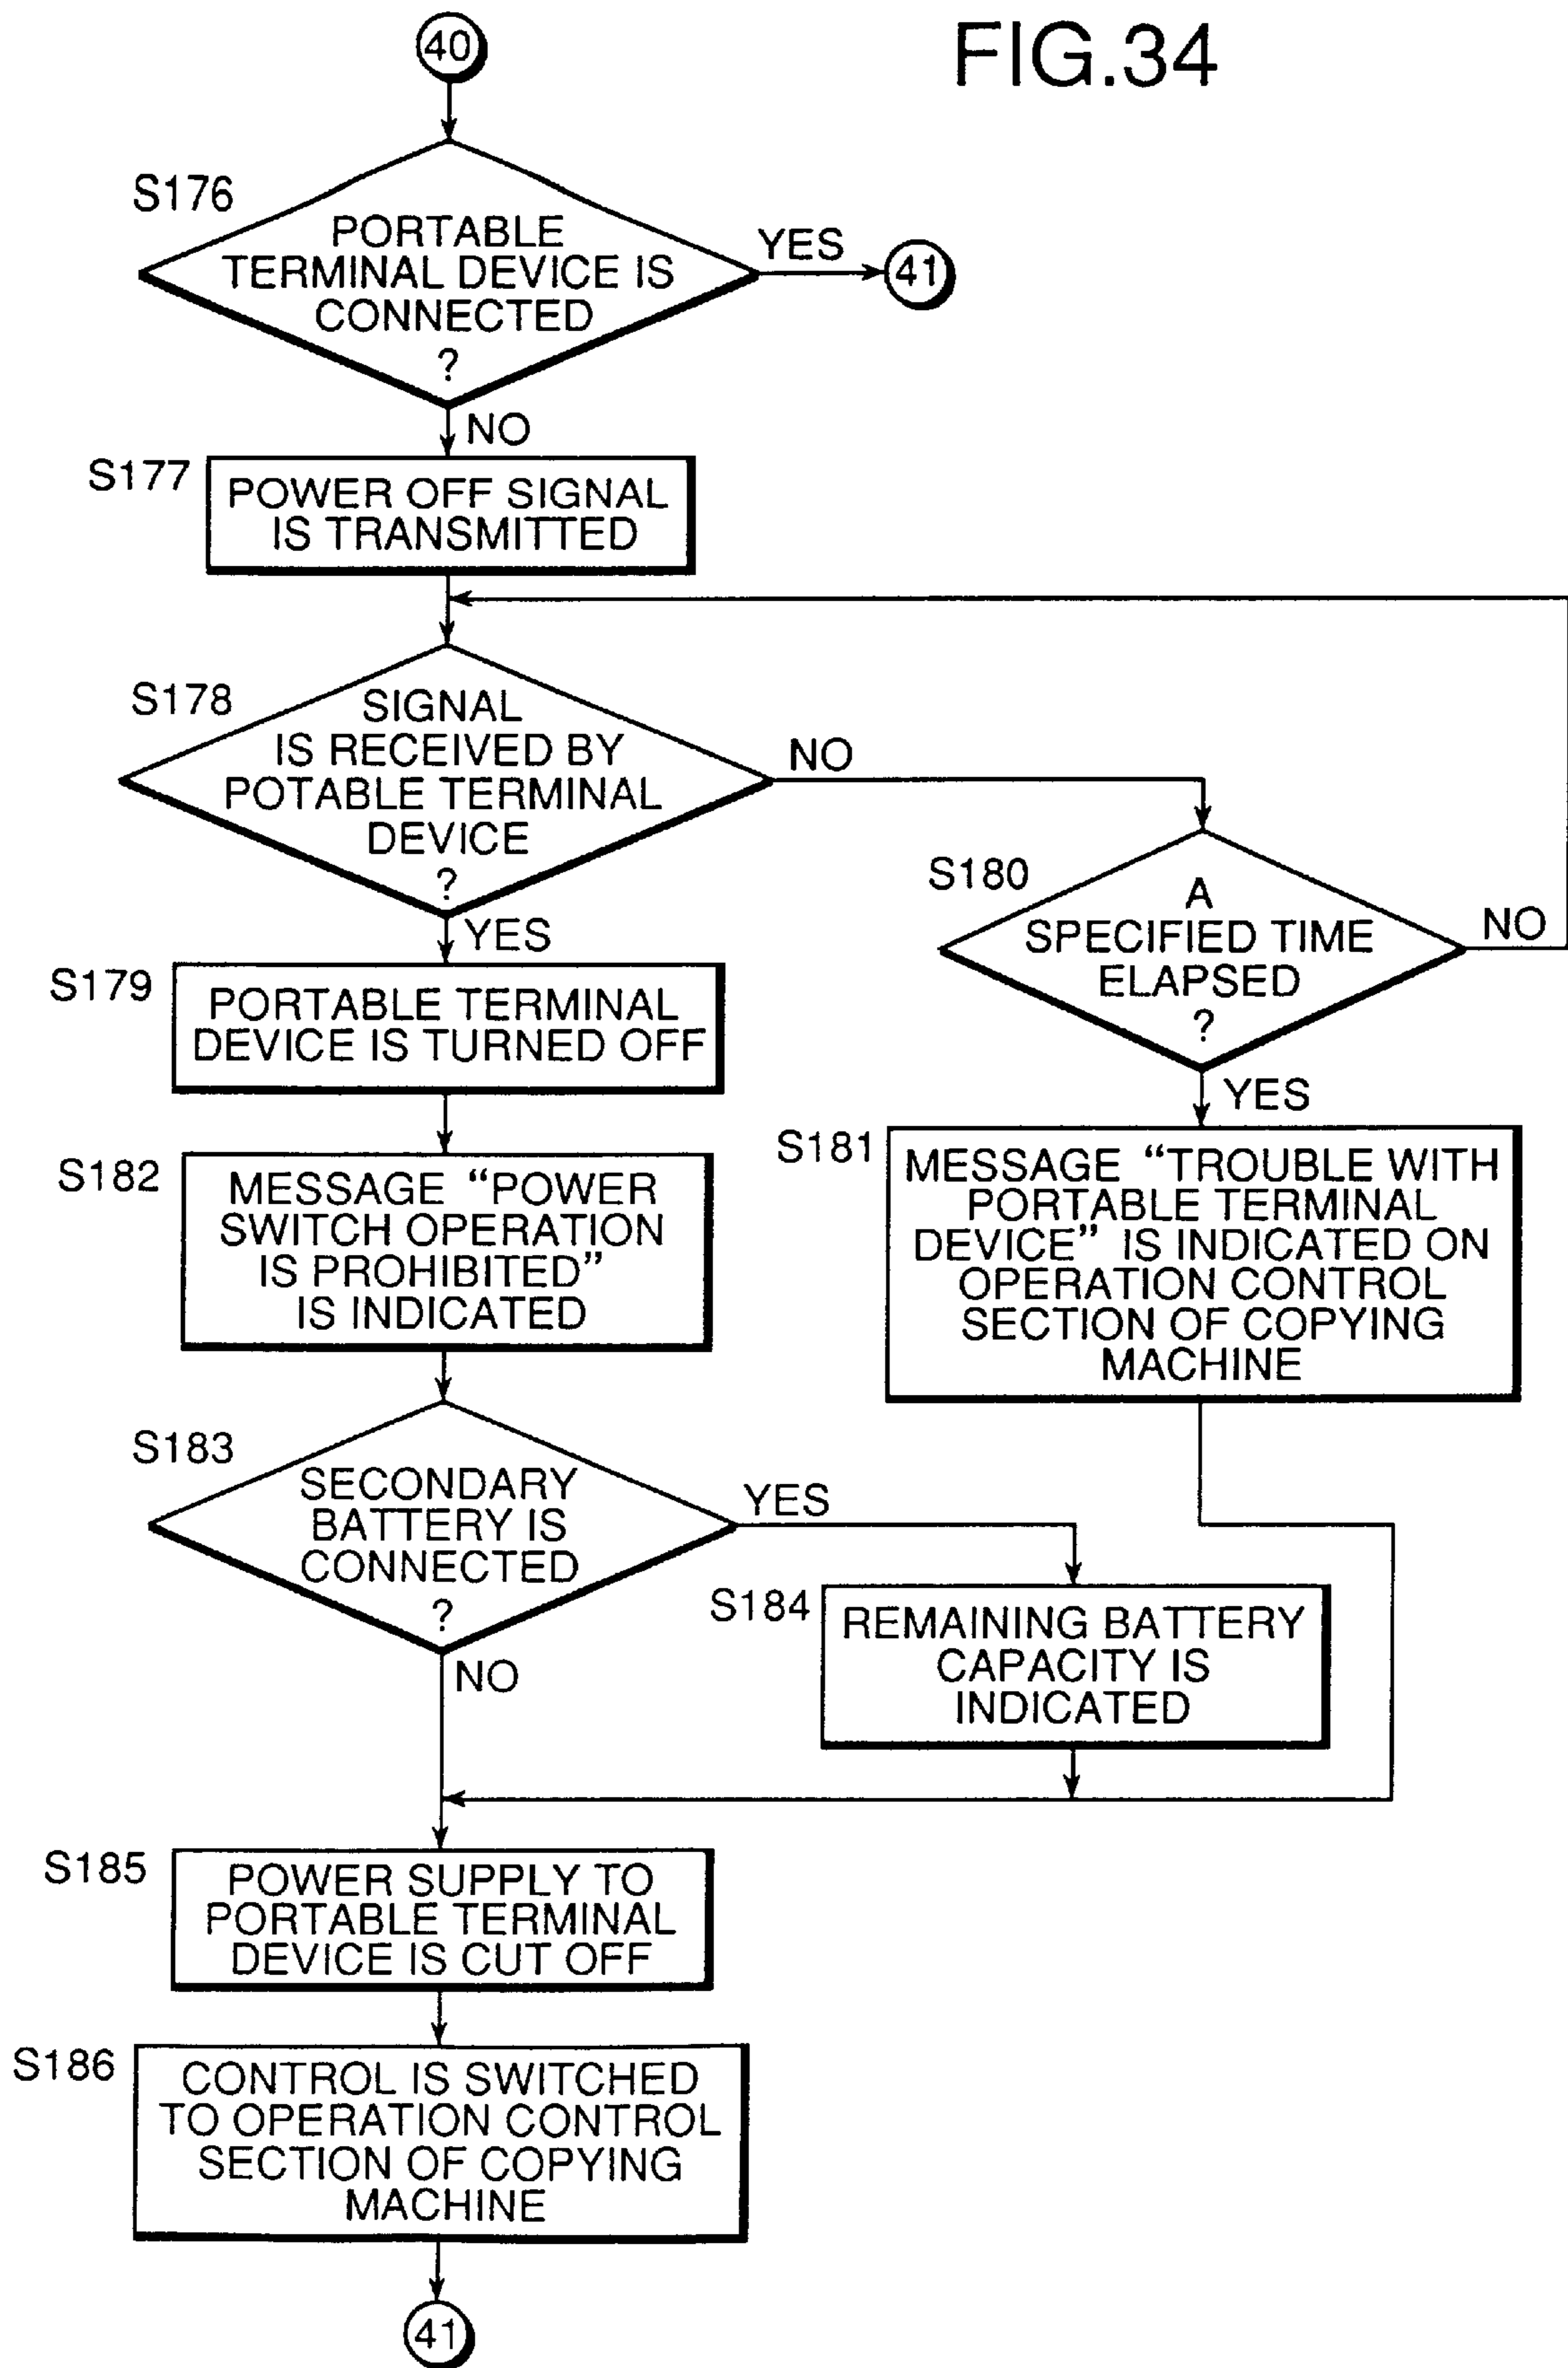 FIG.34
40
S176
PORTABLE
TERMINAL DEVICE IS
CONNECTED
?
YES
41
NO
S177
POWER OFF SIGNAL
IS TRANSMITTED
S178
SIGNAL
IS RECEIVED BY
POTABLE TERMINAL
DEVICE
?
NO
YES
S180
A
SPECIFIED TIME
ELAPSED
?
NO
YES
S179
PORTABLE TERMINAL
DEVICE IS TURNED OFF
S181
MESSAGE “TROUBLE WITH
PORTABLE TERMINAL
DEVICE” IS INDICATED ON
OPERATION CONTROL
SECTION OF COPYING
MACHINE
S182
MESSAGE “POWER
SWITCH OPERATION
IS PROHIBITED”
IS INDICATED
S183
SECONDARY
BATTERY IS
CONNECTED
?
YES
NO
S184
REMAINING BATTERY
CAPACITY IS
INDICATED
S185
POWER SUPPLY TO
PORTABLE TERMINAL
DEVICE IS CUT OFF
S186
CONTROL IS SWITCHED
TO OPERATION CONTROL
SECTION OF COPYING
MACHINE
41